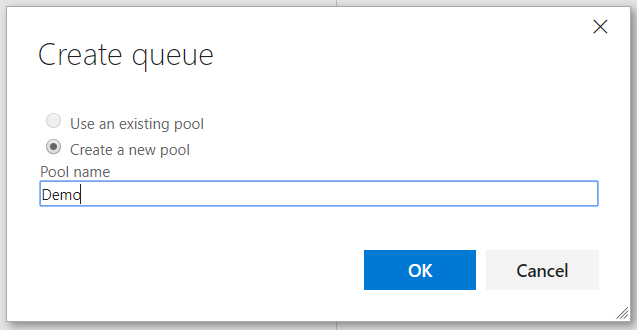 Create queue
Use an existing pool
Create a new pool
Pool name
Demo
OK
Cancel